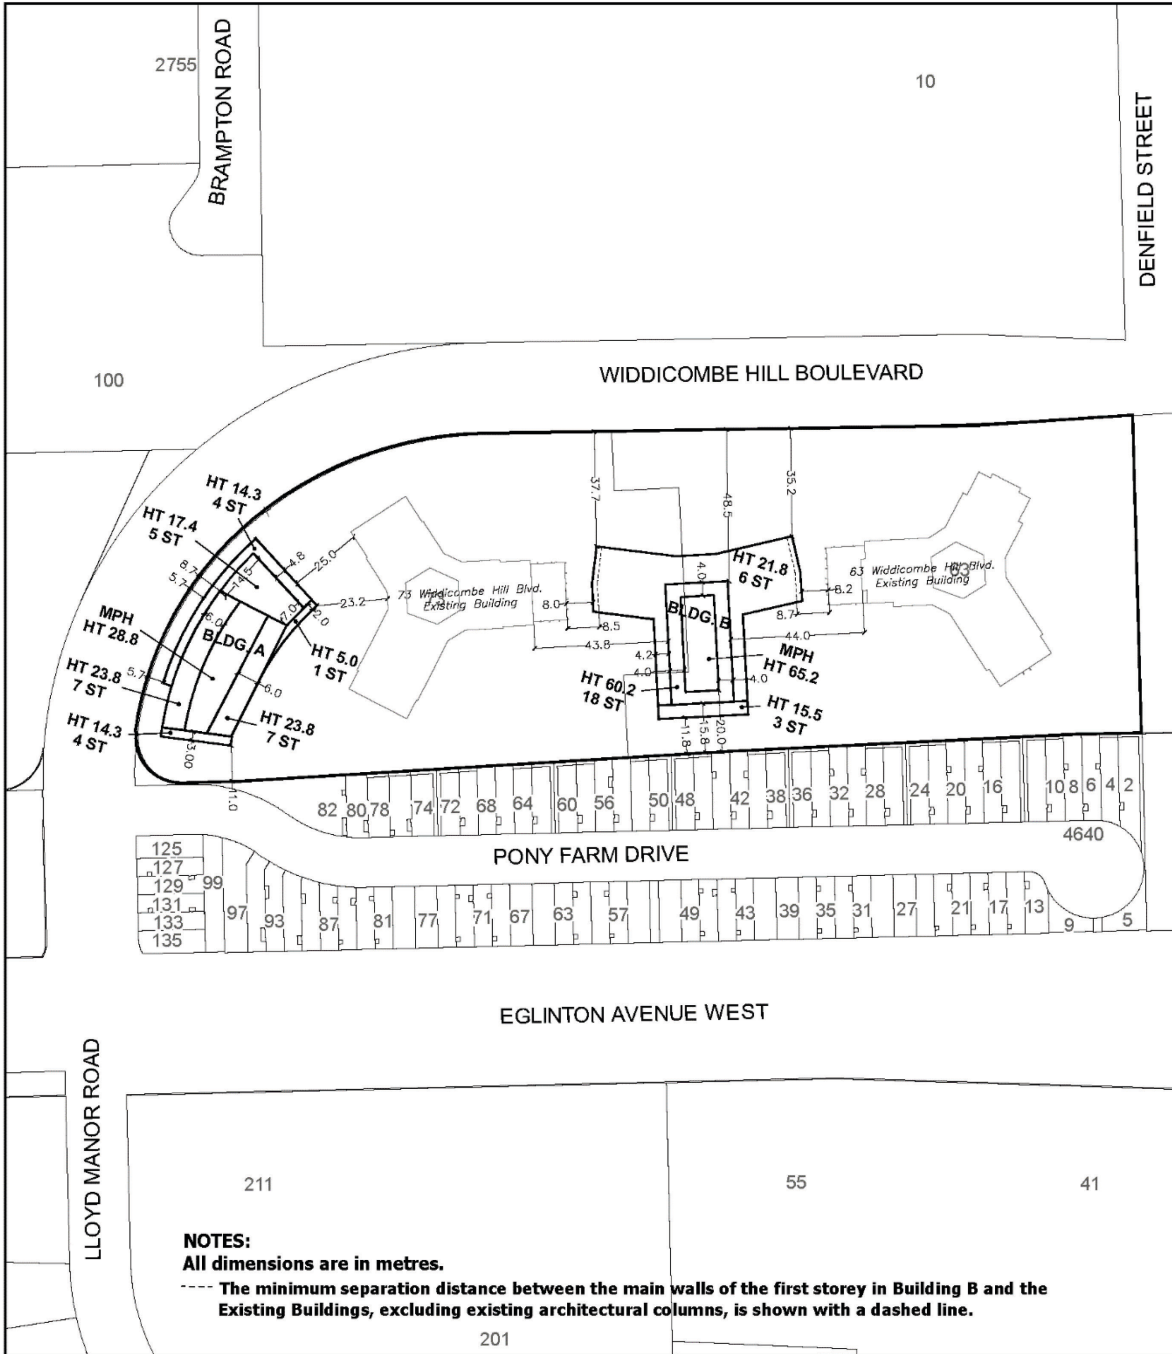 2755
BRAMPTON ROAD
10
DENFIELD STREET
100
WIDDICOMBE HILL BOULEVARD
HT 14.3
4 ST
HT 17.4
5 ST
8.7
5.7
14.5
4.8
25.0
23.2
7.0
2.0
6.0
MPH
HT 28.8
BLDG. A
HT 5.0
1 ST
HT 23.8
7 ST
5.7
6.0
HT 23.8
7 ST
HT 14.3
4 ST
3.00
11.0
73 Widdicombe Hill Blvd.
Existing Building
37.7
48.5
35.2
HT 21.8
6 ST
4.0
BLDG. B
8.0
8.5
43.8
4.2
4.0
MPH
HT 65.2
HT 60.2
18 ST
4.0
HT 15.5
3 ST
11.8
15.8
20.0
8.2
8.7
44.0
63
63 Widdicombe Hill Blvd.
Existing Building
82
80
78
74
72
68
64
60
56
50
48
42
38
36
32
28
24
20
16
10
8
6
4
2
4640
PONY FARM DRIVE
125
127
129
131
133
135
99
97
93
87
81
77
71
67
63
57
49
43
39
35
31
27
21
17
13
9
5
EGLINTON AVENUE WEST
LLOYD MANOR ROAD
211
55
41
NOTES:
All dimensions are in metres.
---- The minimum separation distance between the main walls of the first storey in Building B and the
Existing Buildings, excluding existing architectural columns, is shown with a dashed line.
201